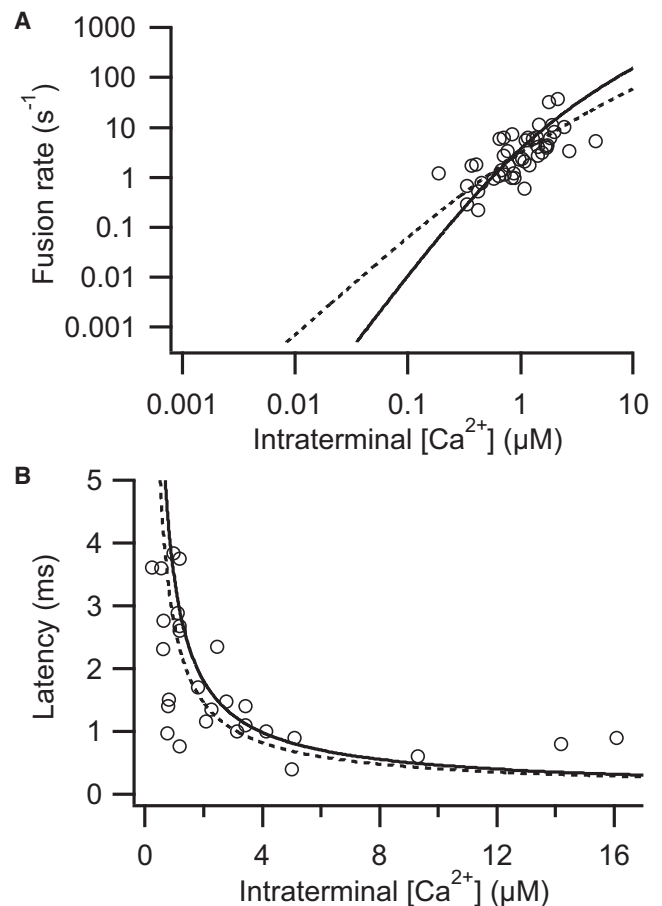 A
Fusion rate (s⁻¹)
1000
100
10
1
0.1
0.01
0.001
0.001 0.01 0.1 1 10
Intraterminal [Ca²⁺] (µM)
B
Latency (ms)
5
4
3
2
1
0
0 4 8 12 16
Intraterminal [Ca²⁺] (µM)